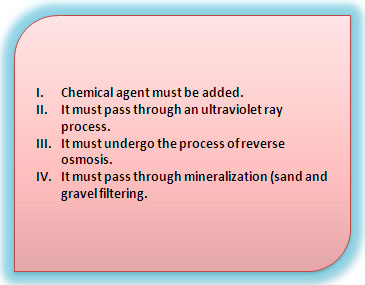 I. Chemical agent must be added.
II. It must pass through an ultraviolet ray
process.
III. It must undergo the process of reverse
osmosis.
IV. It must pass through mineralization (sand and
gravel filtering.